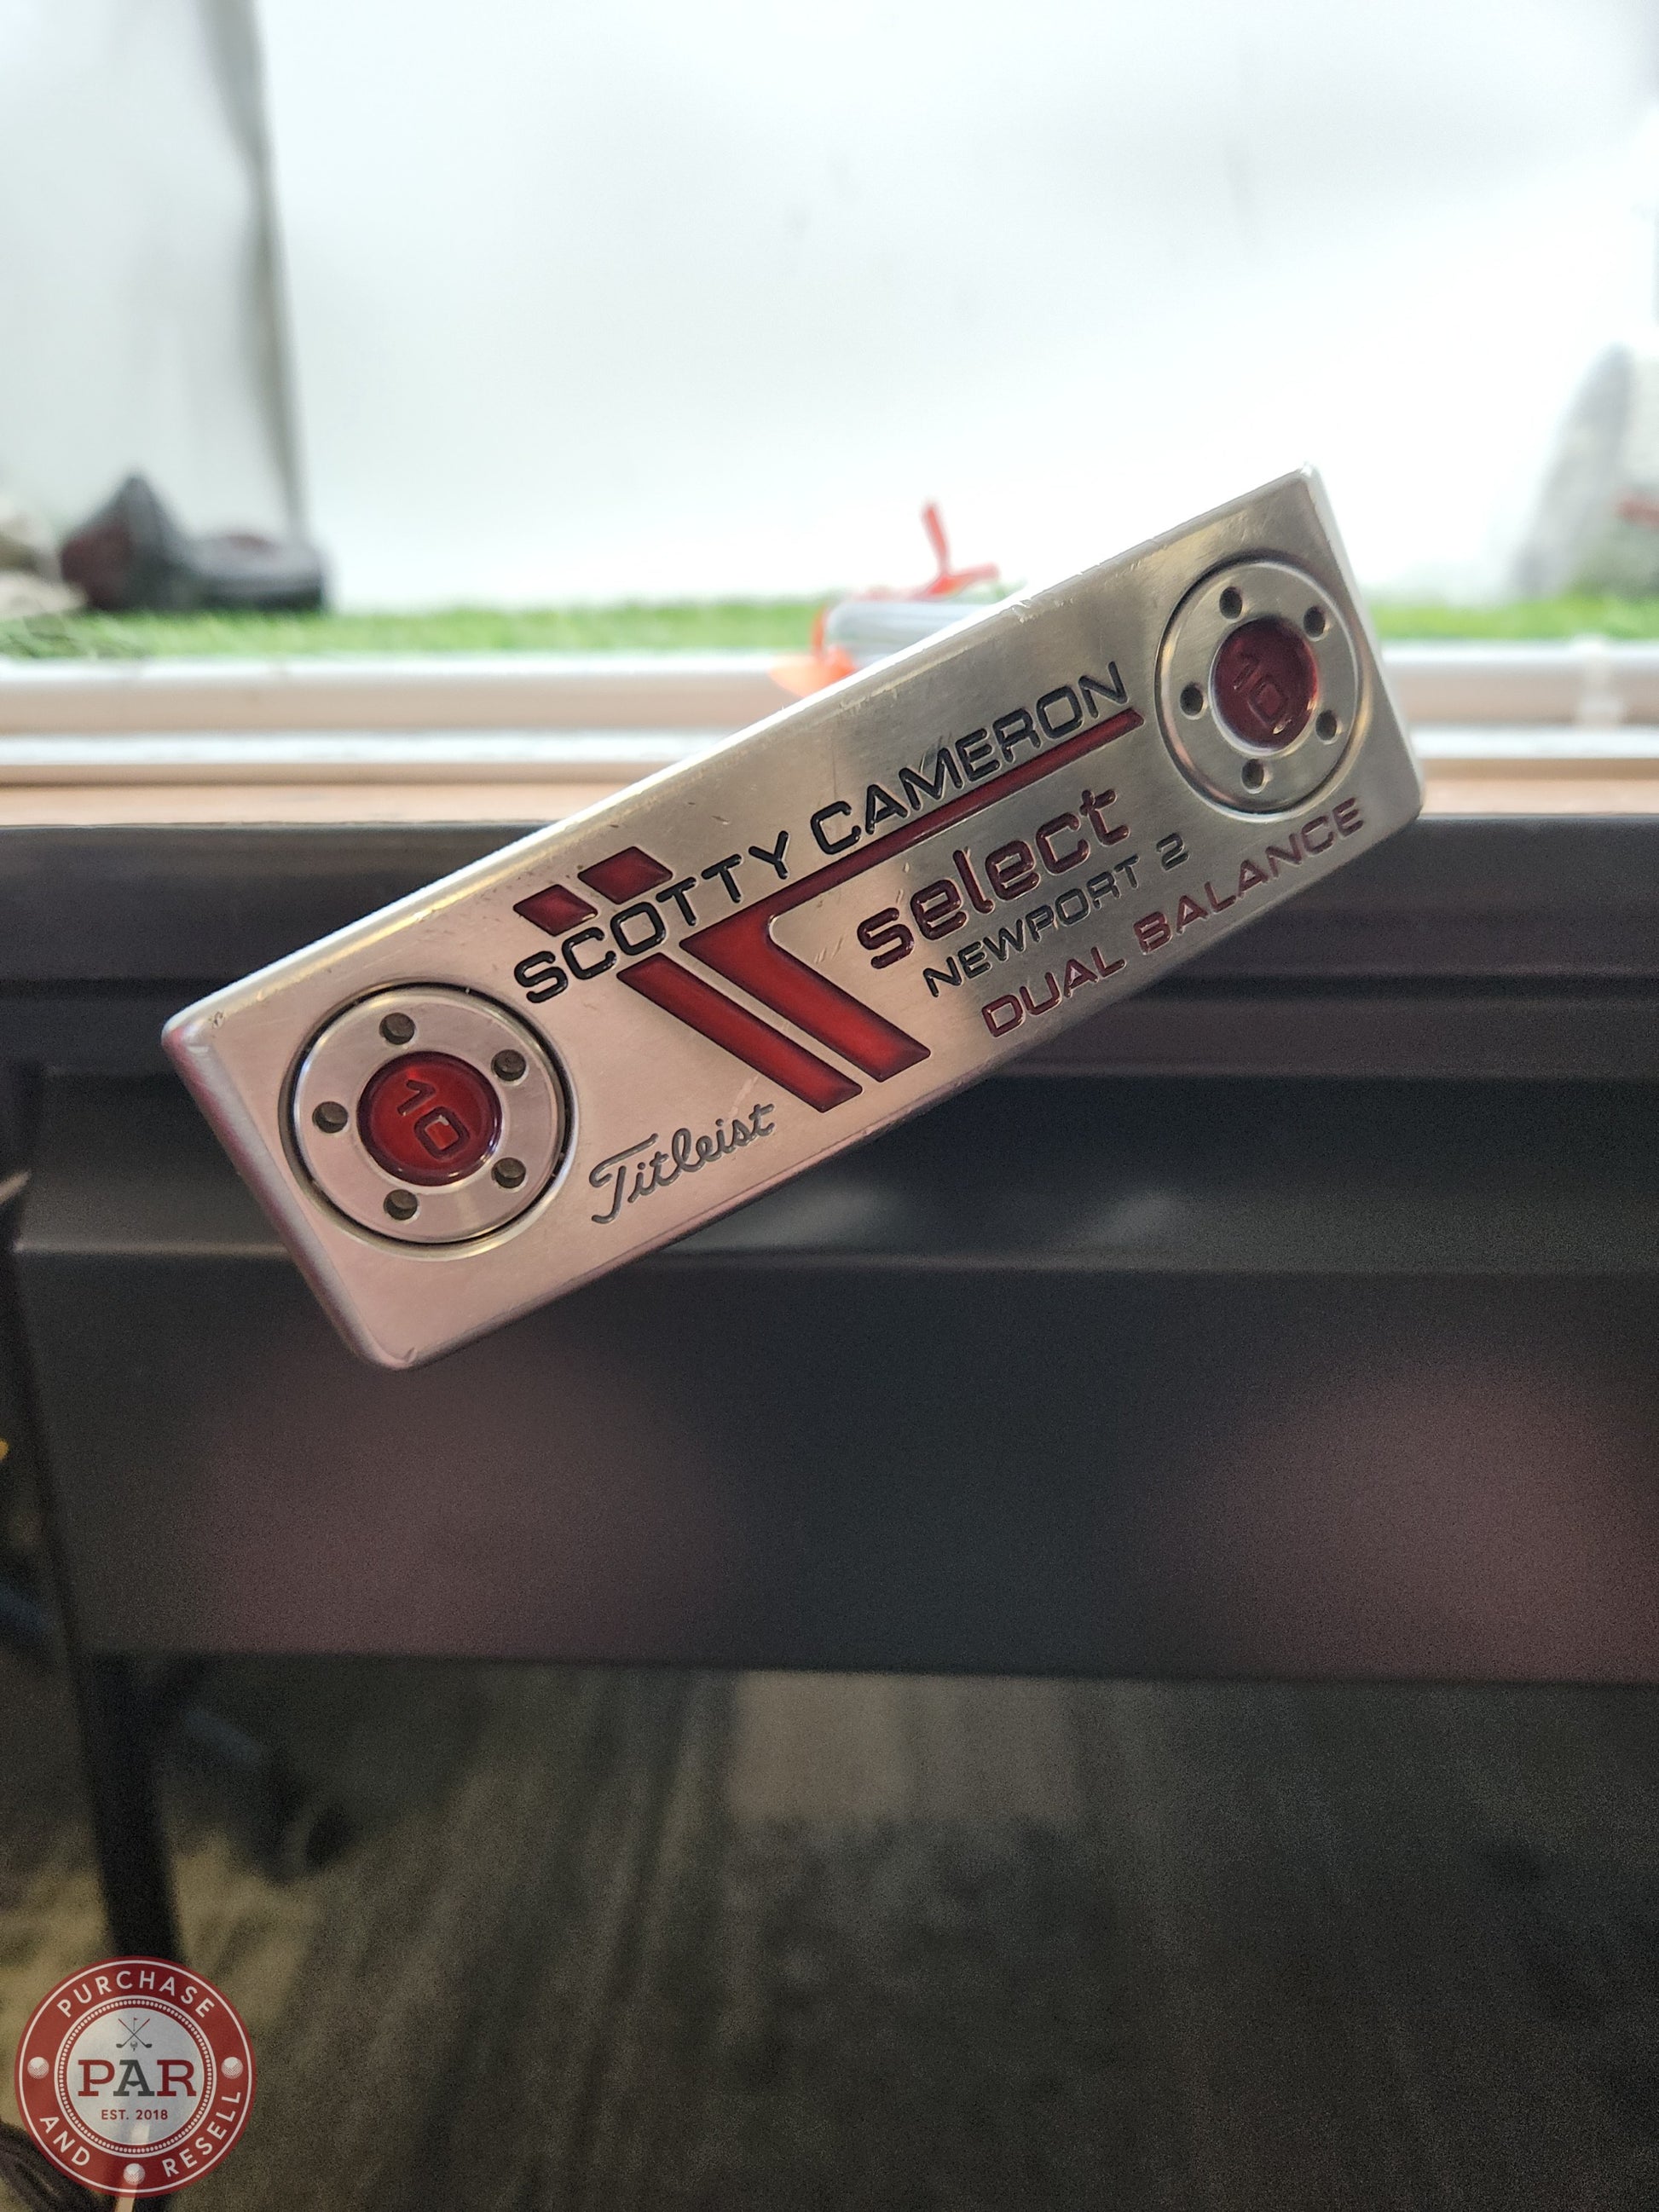 SCOTTY CAMERON
select
NEWPORT 2
DUAL BALANCE
Titleist
10
10
PURCHASE
PAR
EST. 2018
AND RESELL